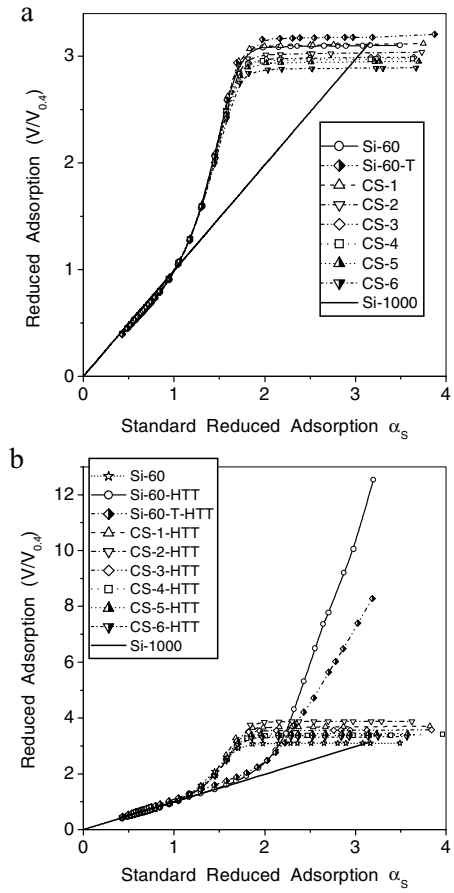 a
Reduced Adsorption (V/V0.4)
3
2
1
0
Si-60
Si-60-T
CS-1
CS-2
CS-3
CS-4
CS-5
CS-6
Si-1000
0 1 2 3 4
Standard Reduced Adsorption αS
b
Reduced Adsorption (V/V0.4)
12
10
8
6
4
2
0
Si-60
Si-60-HTT
Si-60-T-HTT
CS-1-HTT
CS-2-HTT
CS-3-HTT
CS-4-HTT
CS-5-HTT
CS-6-HTT
Si-1000
0 1 2 3 4
Standard Reduced Adsorption αS